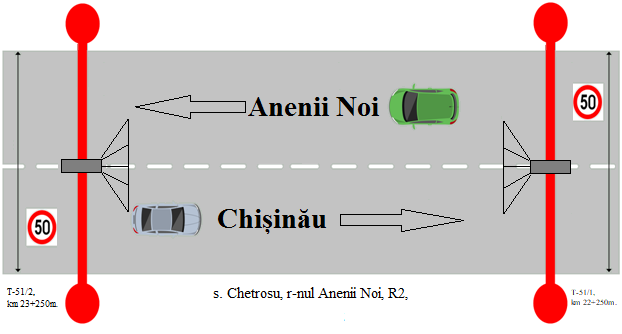 50
Anenii Noi
Chișinău
50
T-51/2,
km 23+250m.
s. Chetrosu, r-nul Anenii Noi, R2,
T-51/1,
km 22+250m.